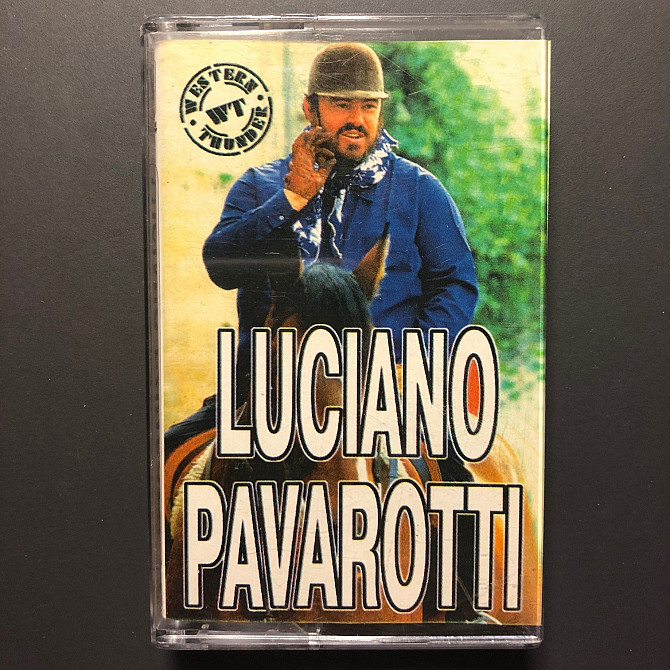 WESTERN
WT
THUNDER
LUCIANO
PAVAROTTI